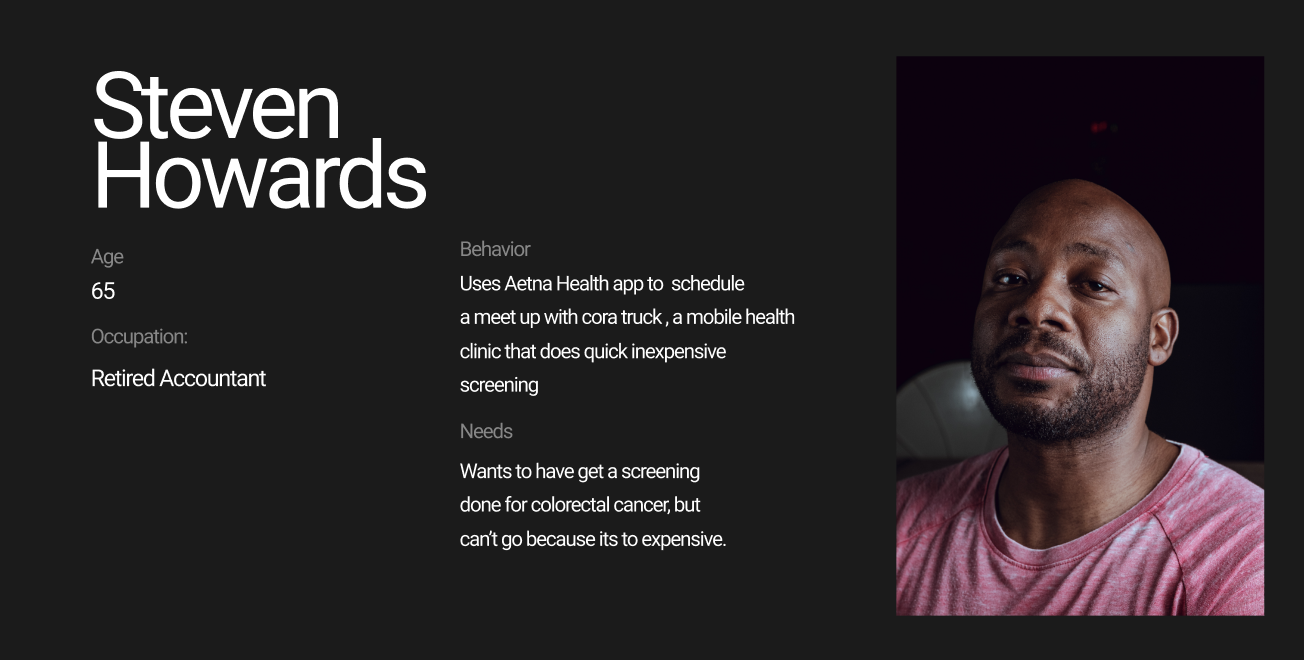 Steven
Howards
Age
65
Occupation:
Retired Accountant
Behavior
Uses Aetna Health app to  schedule
a meet up with cora truck , a mobile health
clinic that does quick inexpensive
screening
Needs
Wants to have get a screening
done for colorectal cancer, but
can't go because its to expensive.